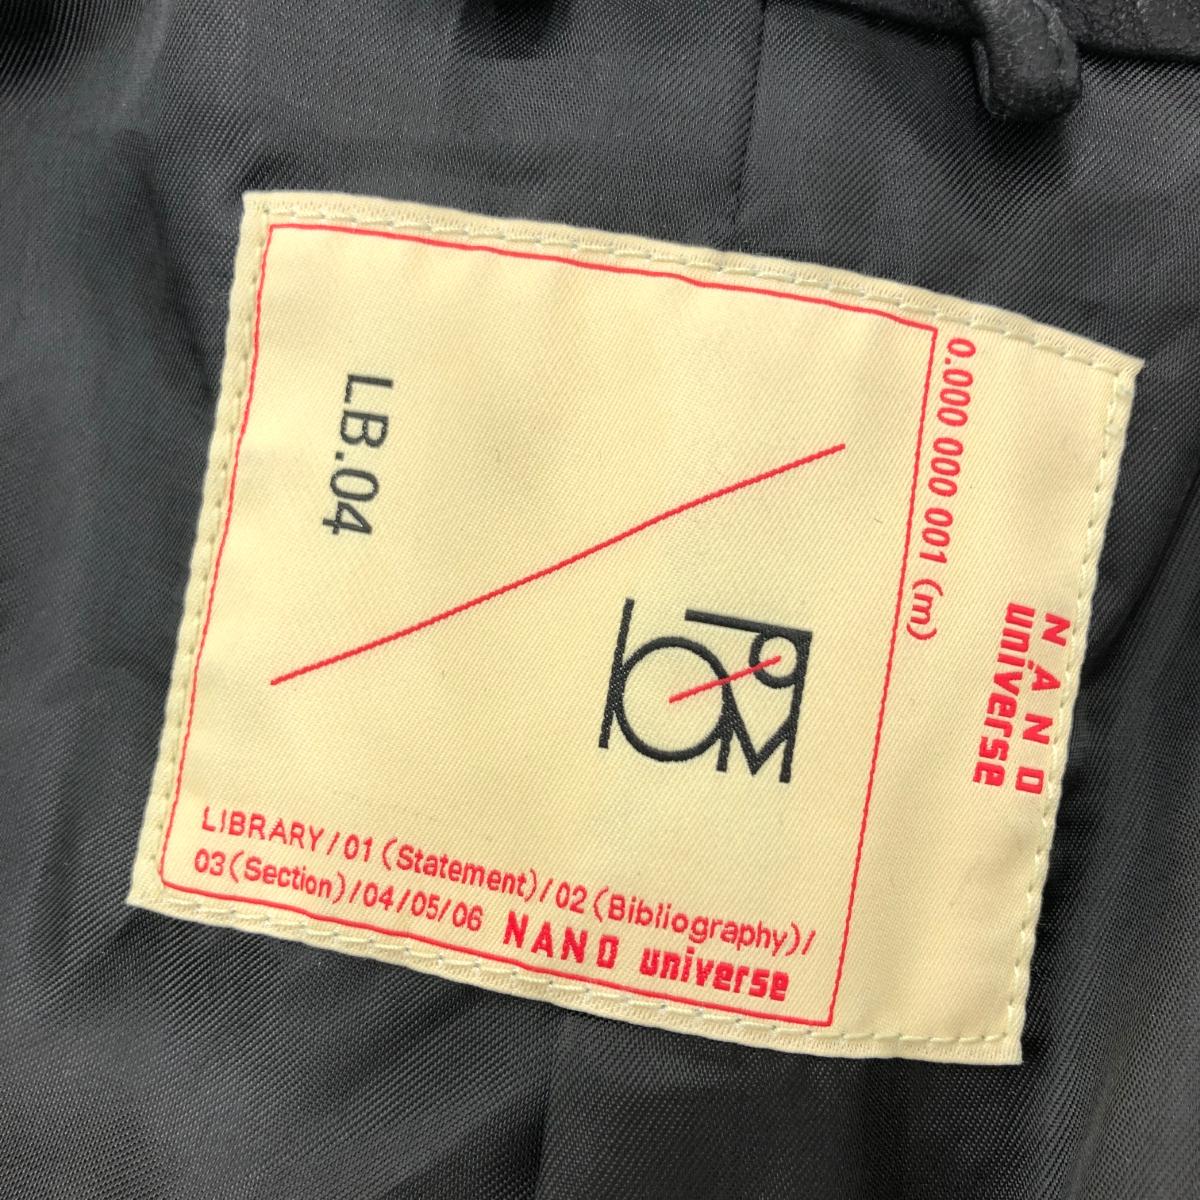 0.000 000 001 (m)
NANO
universe
LB.04
LIBRARY/01 (Statement)/02 (Bibliography)/
03 (Section)/04/05/06 NANO universe